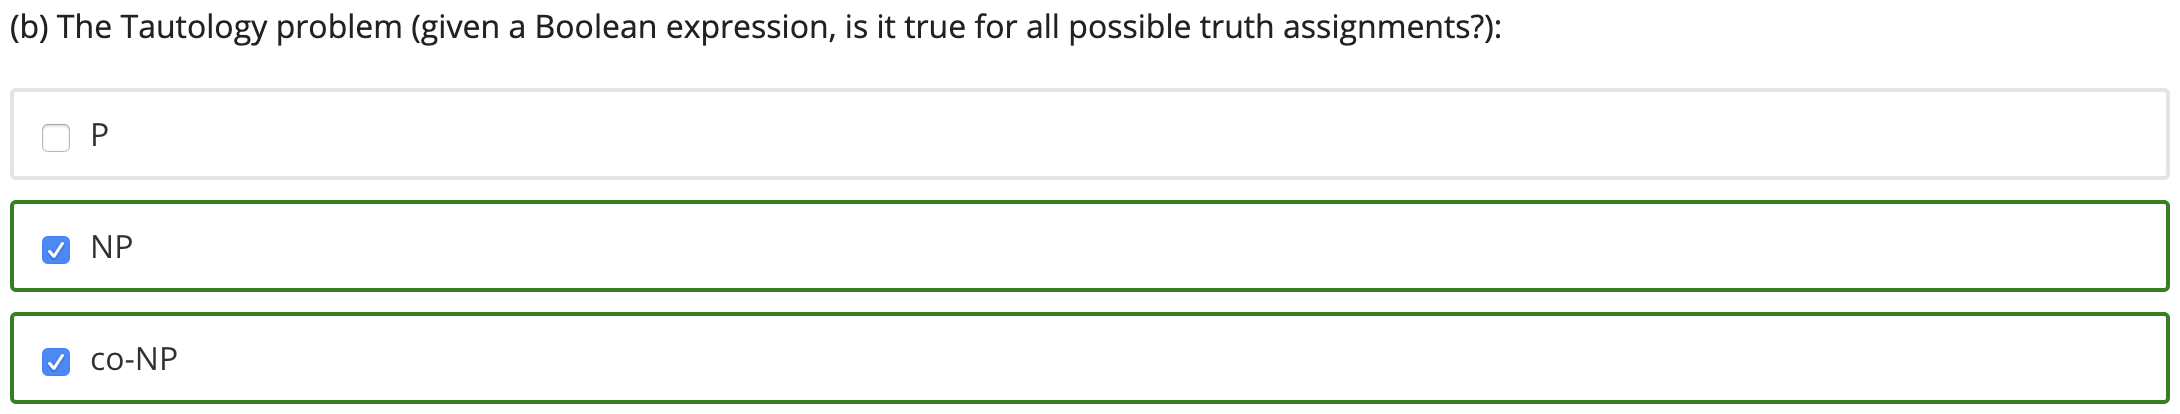 (b) The Tautology problem (given a Boolean expression, is it true for all possible truth assignments?):
P
NP
co-NP